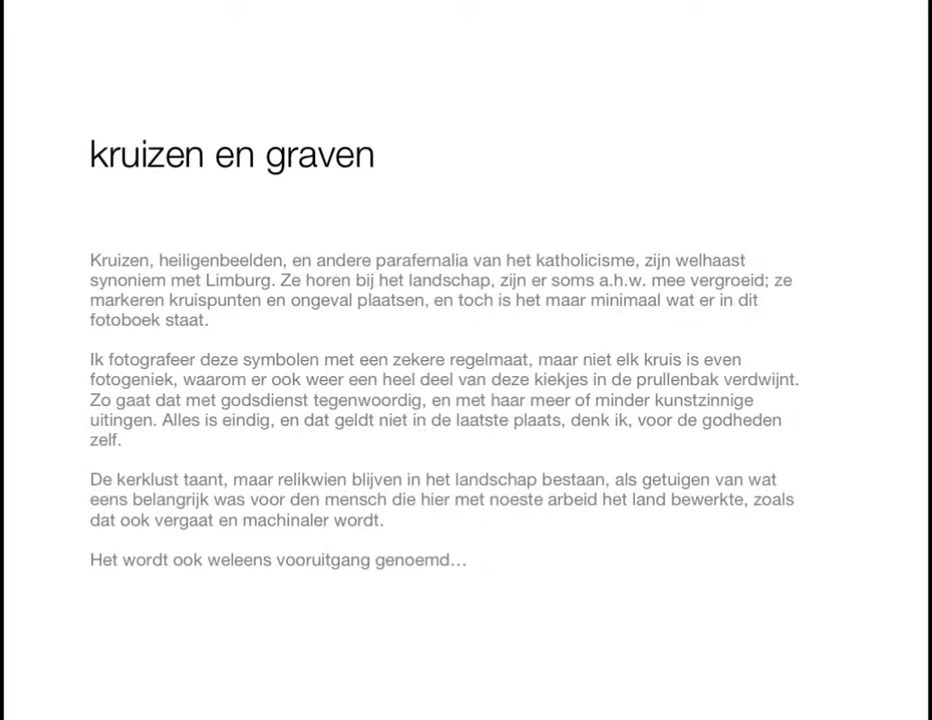 kruizen en graven
Kruizen, heiligenbeelden, en andere parafernalia van het katholicisme, zijn welhaast
synoniem met Limburg. Ze horen bij het landschap, zijn er soms a.h.w. mee vergroeid; ze
markeren kruispunten en ongeval plaatsen, en toch is het maar minimaal wat er in dit
fotoboek staat.
Ik fotografeer deze symbolen met een zekere regelmaat, maar niet elk kruis is even
fotogeniek, waarom er ook weer een heel deel van deze kiekjes in de prullenbak verdwijnt.
Zo gaat dat met godsdienst tegenwoordig, en met haar meer of minder kunstzinnige
uitingen. Alles is eindig, en dat geldt niet in de laatste plaats, denk ik, voor de godheden
zelf.
De kerklust taant, maar relikwien blijven in het landschap bestaan, als getuigen van wat
eens belangrijk was voor den mensch die hier met noeste arbeid het land bewerkte, zoals
dat ook vergaat en machinaler wordt.
Het wordt ook weleens vooruitgang genoemd…